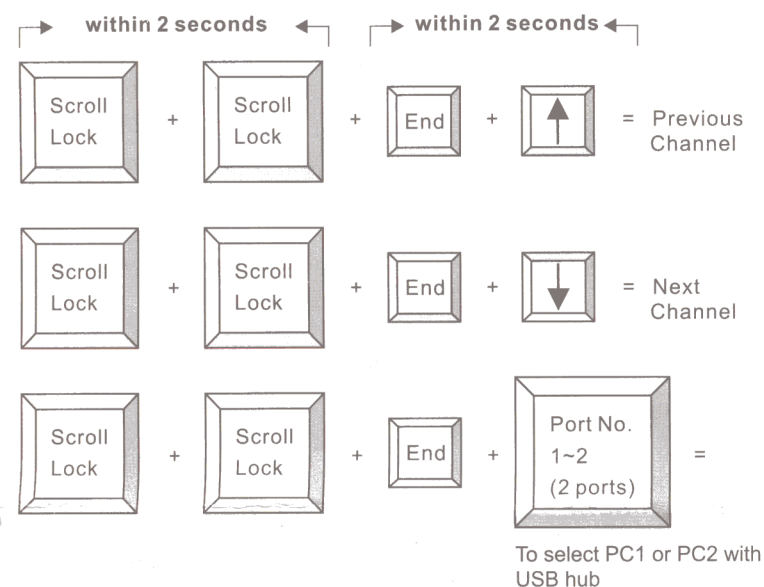 within 2 seconds within 2 seconds
Scroll Lock + Scroll Lock + End + ↑ = Previous Channel
Scroll Lock + Scroll Lock + End + ↓ = Next Channel
Scroll Lock + Scroll Lock + End + Port No. 1~2 (2 ports) =
To select PC1 or PC2 with
USB hub